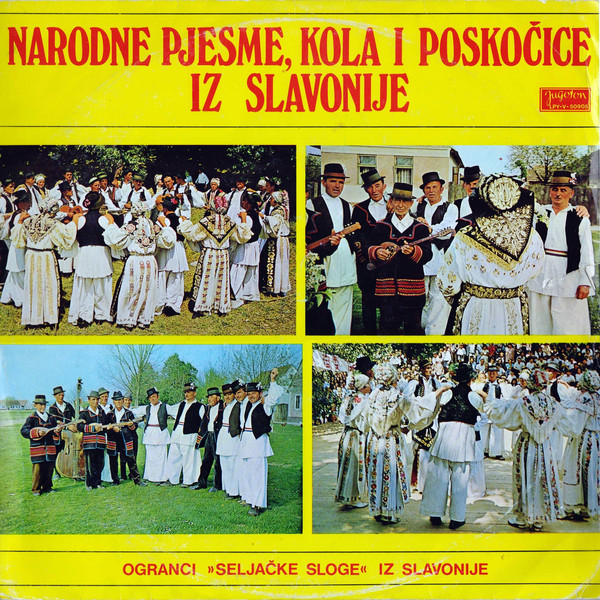 NARODNE PJESME, KOLA I POSKOČICE
IZ SLAVONIJE
Jugoton
LPY-V-50905
OGRANCI »SELJAČKE SLOGE« IZ SLAVONIJE